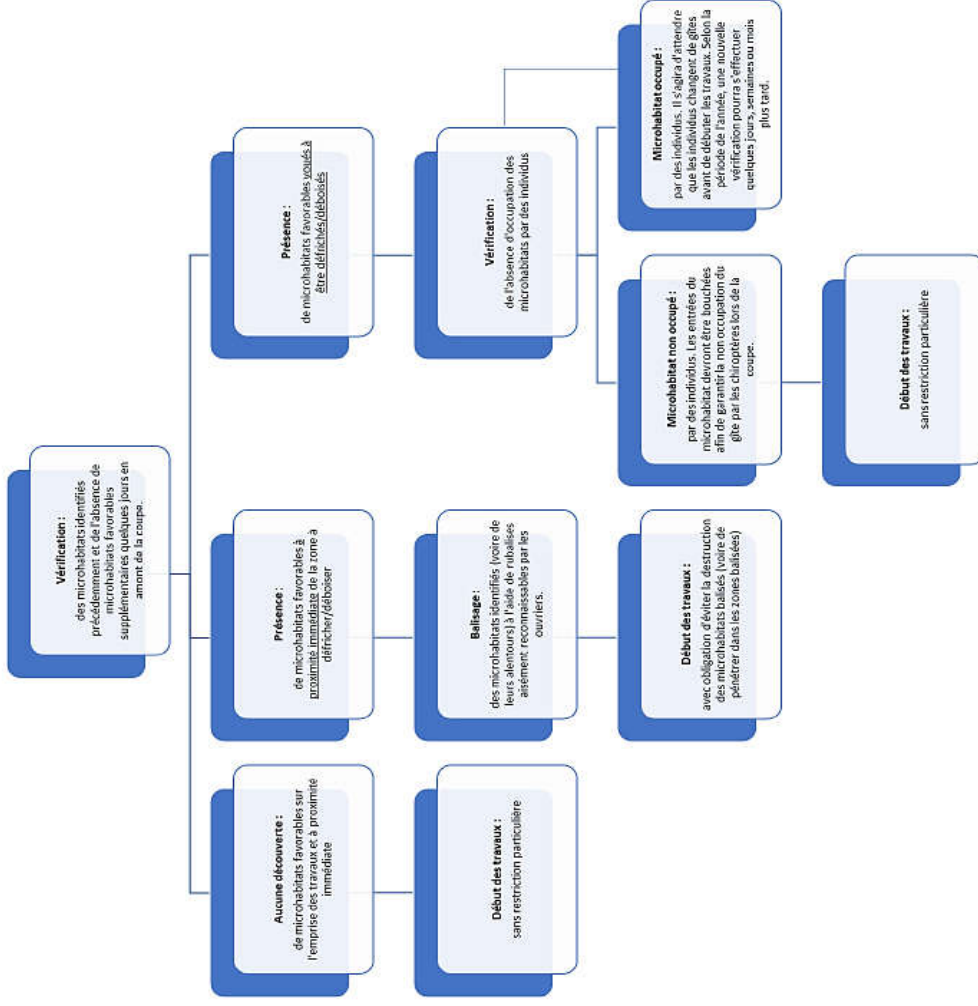 Vérification :
des microhabitats identifiés
précédemment et de l'absence de
microhabitats favorables
supplémentaires quelques jours en
amont de la coupe.
Aucune découverte :
de microhabitats favorables sur
l'emprise des travaux et à proximité
immédiate
Début des travaux :
sans restriction particulière
Présence :
de microhabitats favorables à
proximité immédiate de la zone à
défricher/déboiser
Balisage :
des microhabitats identifiés (voire de
leurs alentours) à l'aide de rubalises
aisément reconnaissables par les
ouvriers.
Début des travaux :
avec obligation d'éviter la destruction
des microhabitats balisés (voire de
pénétrer dans les zones balisées)
Présence :
de microhabitats favorables voués à
être défrichés/déboisés
Vérification :
de l'absence d'occupation des
microhabitats par des individus
Microhabitat non occupé :
par des individus. Les entrées du
microhabitat devront être bouchées
afin de garantir la non occupation du
gîte par les chiroptères lors de la
coupe.
Début des travaux :
sans restriction particulière
Microhabitat occupé :
par des individus. Il s'agira d'attendre
que les individus changent de gîtes
avant de débuter les travaux. Selon la
période de l'année, une nouvelle
vérification pourra s'effectuer
quelques jours, semaines ou mois
plus tard.